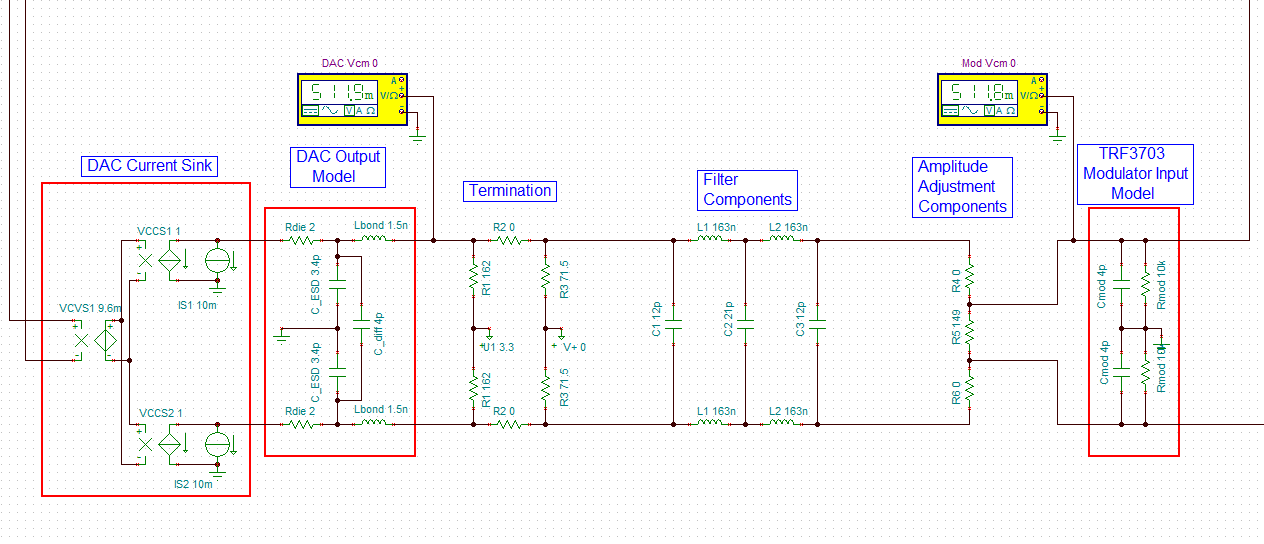 DAC Vcm 0
A
+
V/Ω
511.9m
V A Ω
Mod Vcm 0
A
+
V/Ω
511.8m
V A Ω
DAC Current Sink
DAC Output
Model
Termination
Filter
Components
Amplitude
Adjustment
Components
TRF3703
Modulator Input
Model
VCCS1 1
IS1 10m
VCVS1 9.6m
VCCS2 1
IS2 10m
Rdie 2
Lbond 1.5n
C_ESD 3.4p
C_diff 4p
C_ESD 3.4p
Rdie 2
Lbond 1.5n
R2 0
R1 162
R3 71.5
U1 3.3
+ V+ 0
R1 162
R3 71.5
R2 0
L1 163n
L2 163n
C1 12p
C2 21p
C3 12p
L1 163n
L2 163n
R4 0
R5 149
R6 0
Cmod 4p
Rmod 10k
Cmod 4p
Rmod 10k